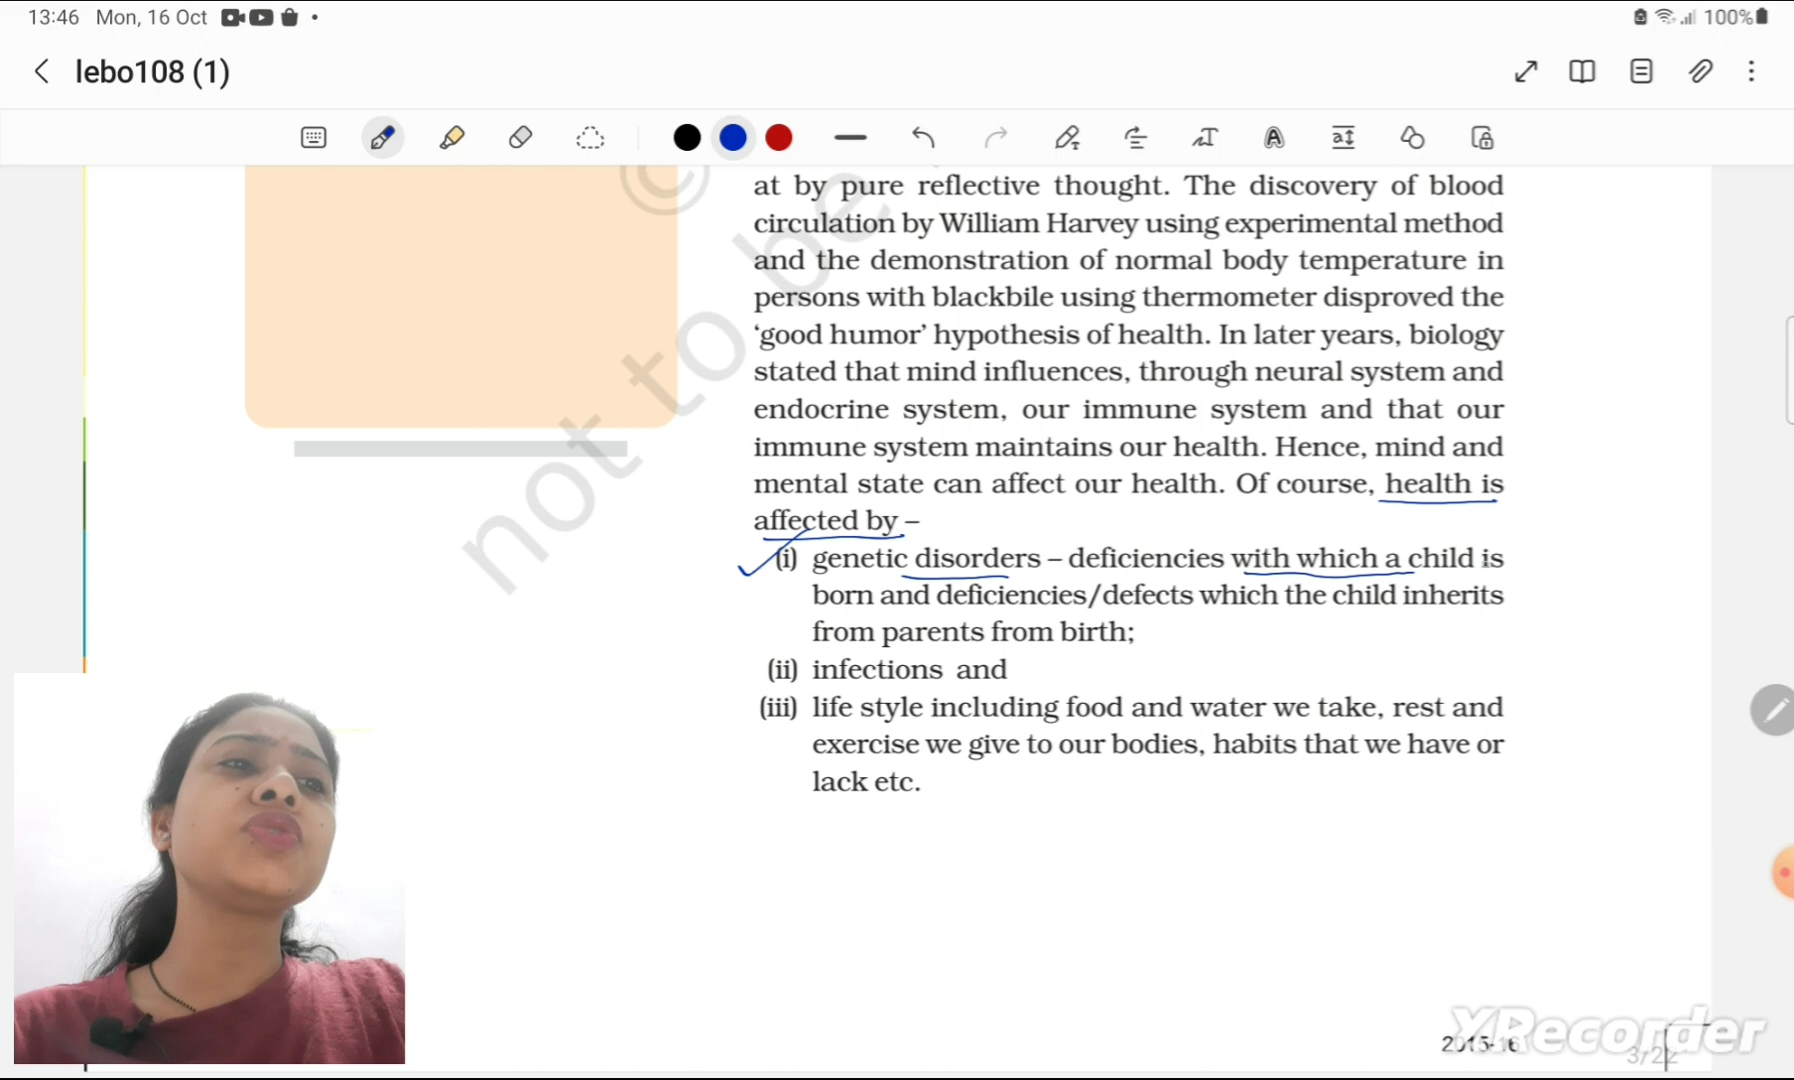 13:46 Mon, 16 Oct
100%
lebo108 (1)
at by pure reflective thought. The discovery of blood
circulation by William Harvey using experimental method
and the demonstration of normal body temperature in
persons with blackbile using thermometer disproved the
‘good humor’ hypothesis of health. In later years, biology
stated that mind influences, through neural system and
endocrine system, our immune system and that our
immune system maintains our health. Hence, mind and
mental state can affect our health. Of course, health is
affected by –
(i) genetic disorders – deficiencies with which a child is
born and deficiencies/defects which the child inherits
from parents from birth;
(ii) infections and
(iii) life style including food and water we take, rest and
exercise we give to our bodies, habits that we have or
lack etc.
© not to be
2015-16
XRecorder
3/22